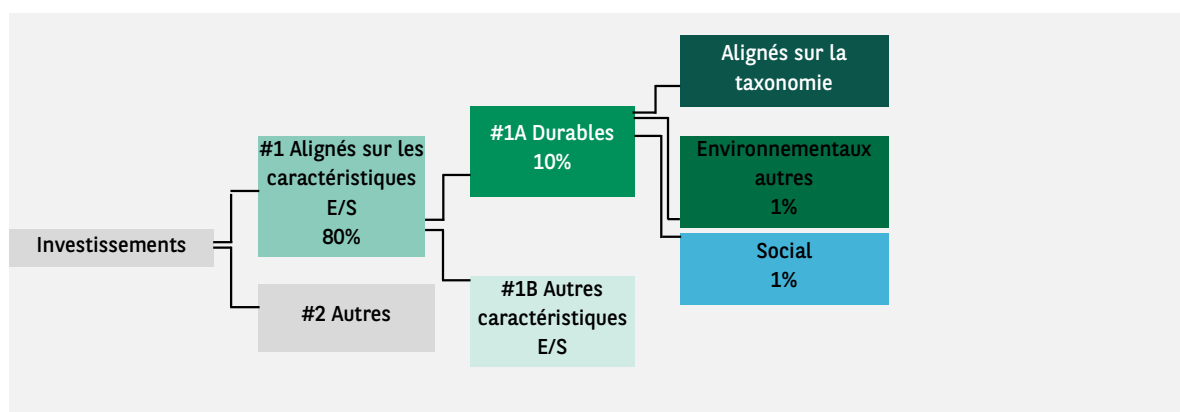 Investissements
#1 Alignés sur les
caractéristiques
E/S
80%
#2 Autres
#1A Durables
10%
#1B Autres
caractéristiques
E/S
Alignés sur la
taxonomie
Environnementaux
autres
1%
Social
1%